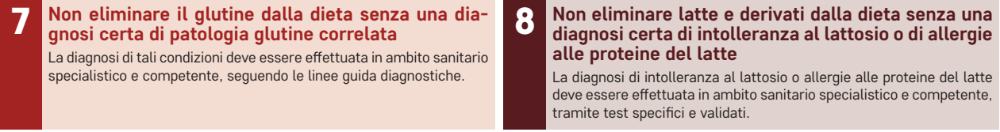 7
Non eliminare il glutine dalla dieta senza una dia-
gnosi certa di patologia glutine correlata
La diagnosi di tali condizioni deve essere effettuata in ambito sanitario
specialistico e competente, seguendo le linee guida diagnostiche.
8
Non eliminare latte e derivati dalla dieta senza una
diagnosi certa di intolleranza al lattosio o di allergie
alle proteine del latte
La diagnosi di intolleranza al lattosio o allergie alle proteine del latte
deve essere effettuata in ambito sanitario specialistico e competente,
tramite test specifici e validati.